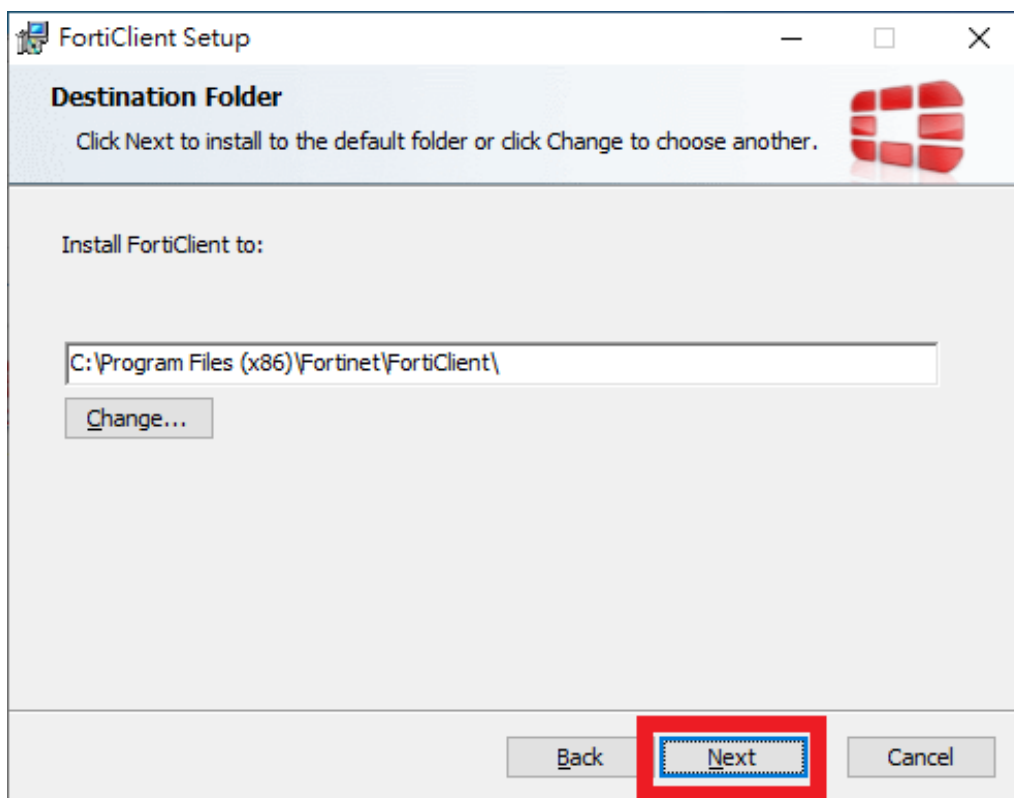 FortiClient Setup
Destination Folder
Click Next to install to the default folder or click Change to choose another.
Install FortiClient to:
C:\Program Files (x86)\Fortinet\FortiClient\
Change...
Back Next Cancel